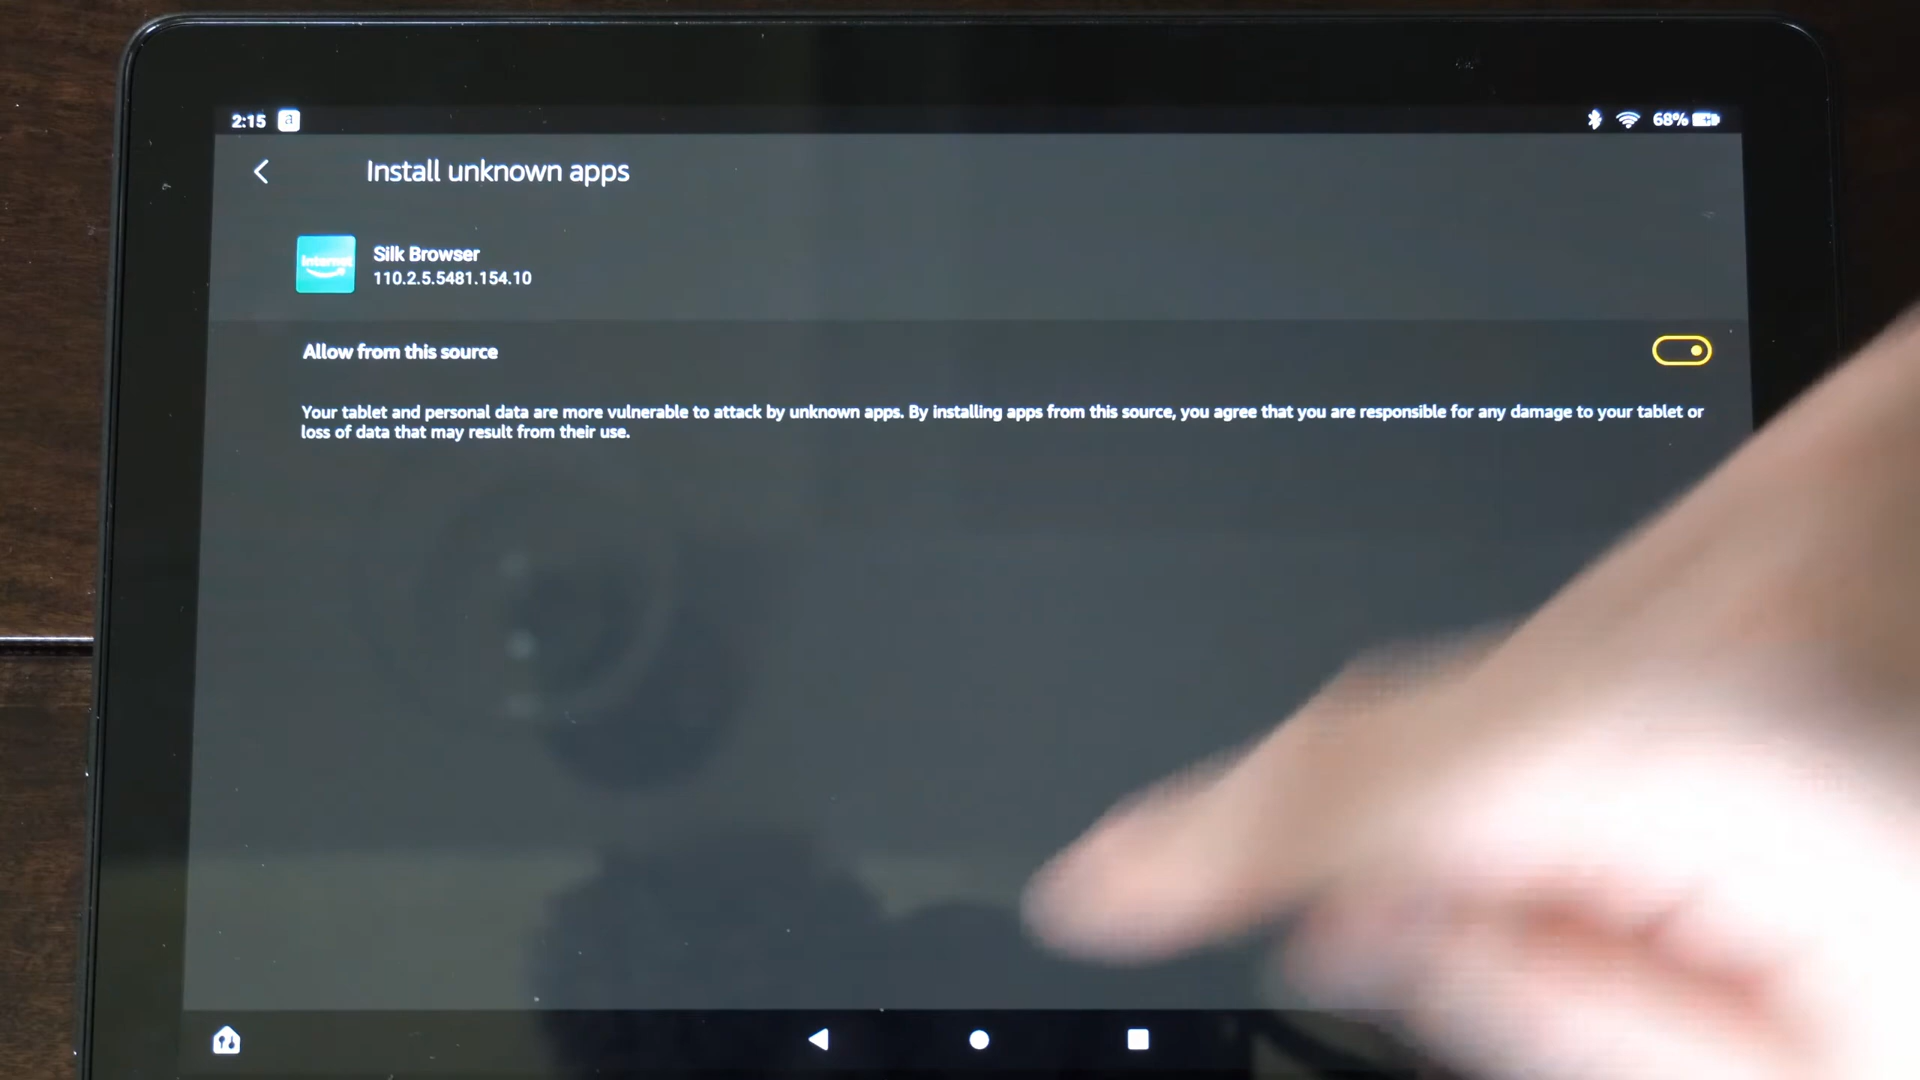 2:15 a
68%
Install unknown apps
Internet
Silk Browser
110.2.5.5481.154.10
Allow from this source
Your tablet and personal data are more vulnerable to attack by unknown apps. By installing apps from this source, you agree that you are responsible for any damage to your tablet or
loss of data that may result from their use.